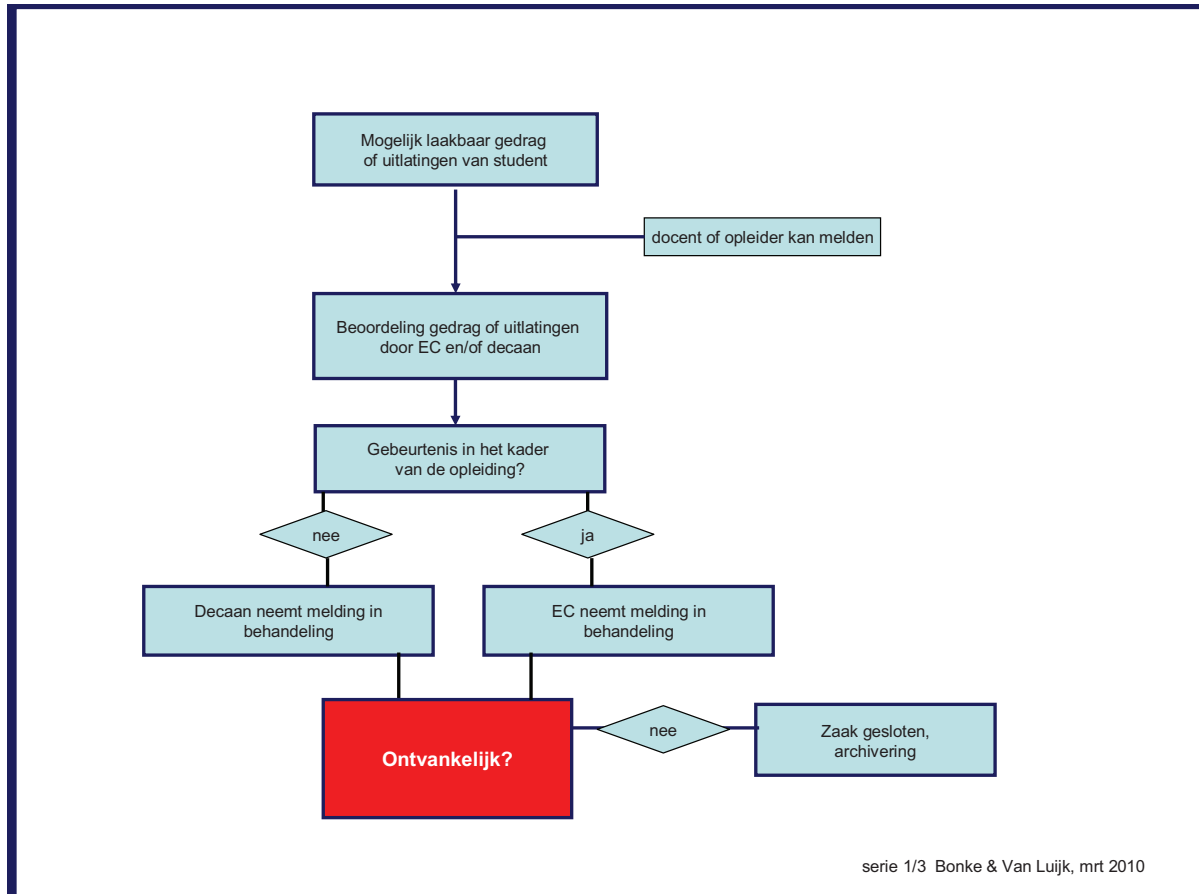 Mogelijk laakbaar gedrag
of uitlatingen van student
docent of opleider kan melden
Beoordeling gedrag of uitlatingen
door EC en/of decaan
Gebeurtenis in het kader
van de opleiding?
nee
ja
Decaan neemt melding in
behandeling
EC neemt melding in
behandeling
Ontvankelijk?
nee
Zaak gesloten,
archivering
serie 1/3 Bonke & Van Luijk, mrt 2010